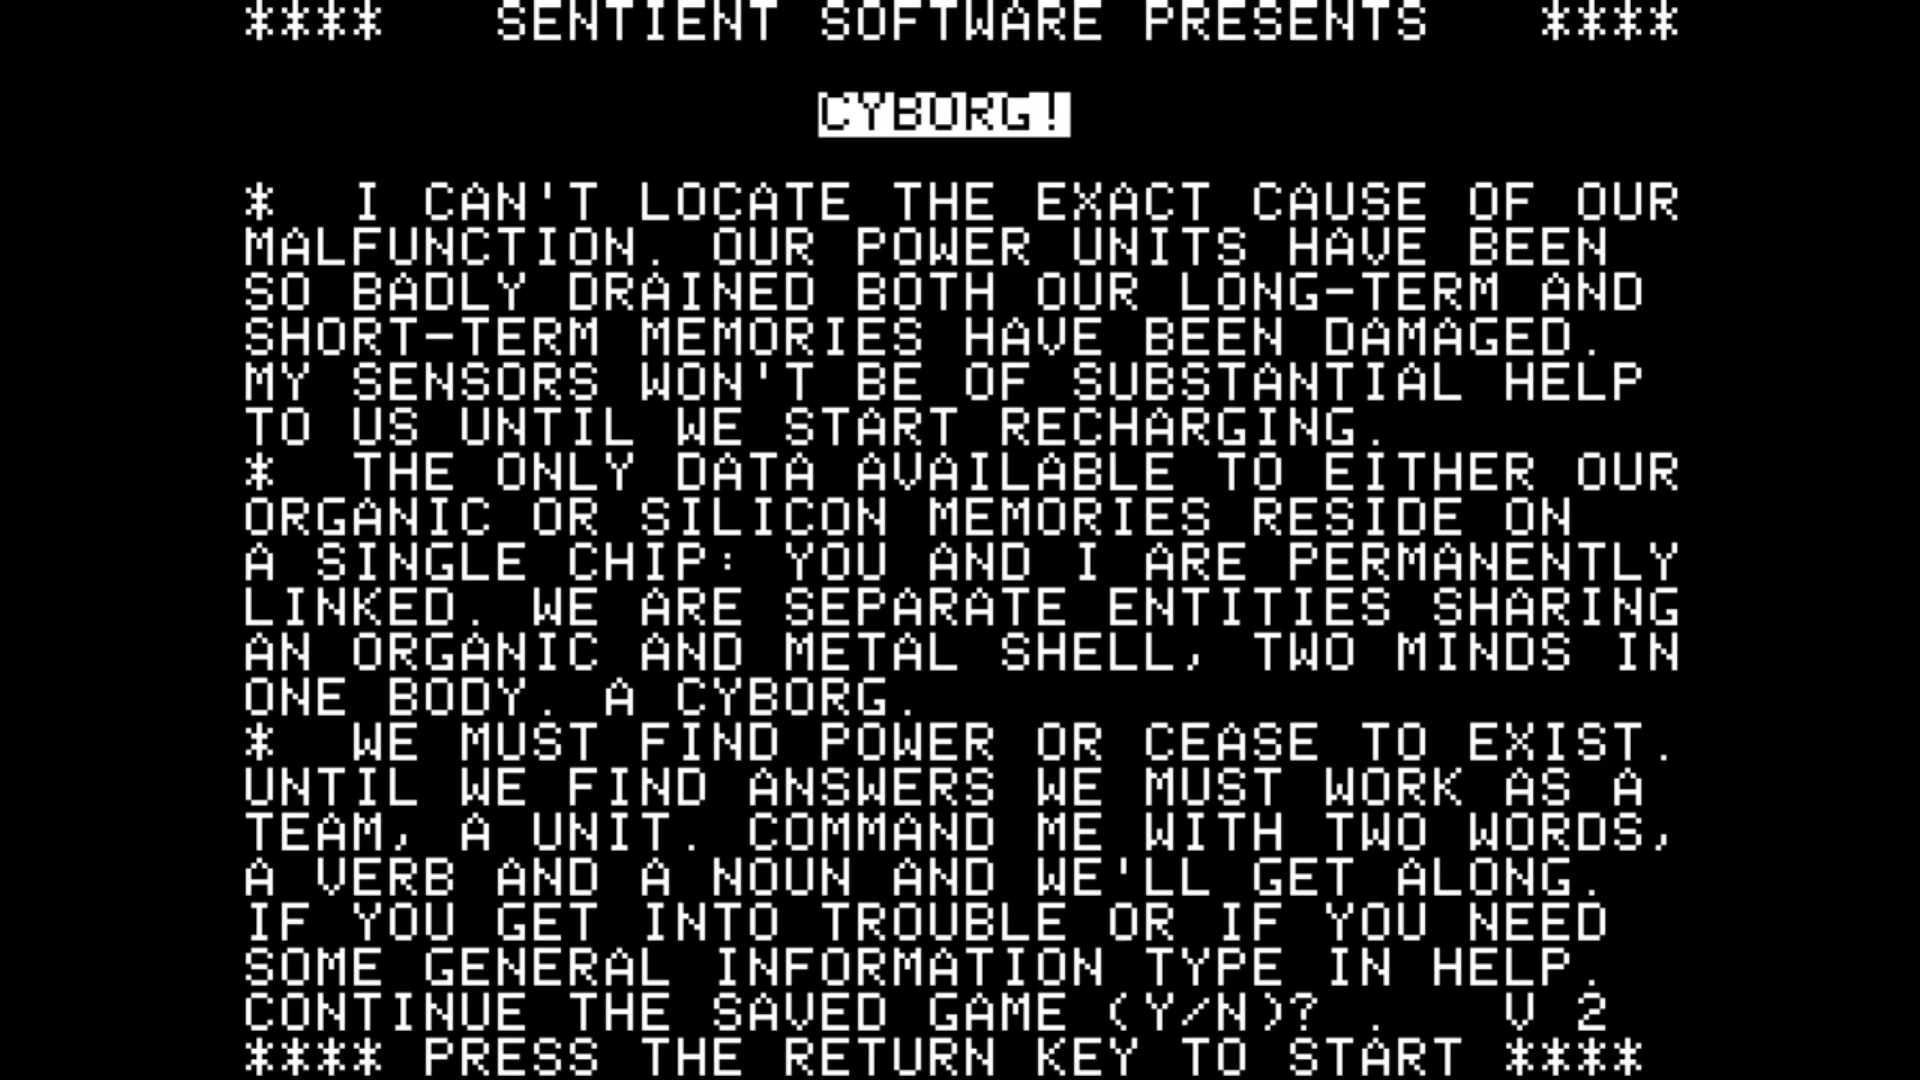 **** SENTIENT SOFTWARE PRESENTS ****
CYBORG!
* I CAN'T LOCATE THE EXACT CAUSE OF OUR
MALFUNCTION. OUR POWER UNITS HAVE BEEN
SO BADLY DRAINED BOTH OUR LONG-TERM AND
SHORT-TERM MEMORIES HAVE BEEN DAMAGED.
MY SENSORS WON'T BE OF SUBSTANTIAL HELP
TO US UNTIL WE START RECHARGING.
* THE ONLY DATA AVAILABLE TO EITHER OUR
ORGANIC OR SILICON MEMORIES RESIDE ON
A SINGLE CHIP: YOU AND I ARE PERMANENTLY
LINKED. WE ARE SEPARATE ENTITIES SHARING
AN ORGANIC AND METAL SHELL, TWO MINDS IN
ONE BODY. A CYBORG.
* WE MUST FIND POWER OR CEASE TO EXIST.
UNTIL WE FIND ANSWERS WE MUST WORK AS A
TEAM, A UNIT. COMMAND ME WITH TWO WORDS,
A VERB AND A NOUN AND WE'LL GET ALONG.
IF YOU GET INTO TROUBLE OR IF YOU NEED
SOME GENERAL INFORMATION TYPE IN HELP.
CONTINUE THE SAVED GAME (Y/N)? . V 2
**** PRESS THE RETURN KEY TO START ****